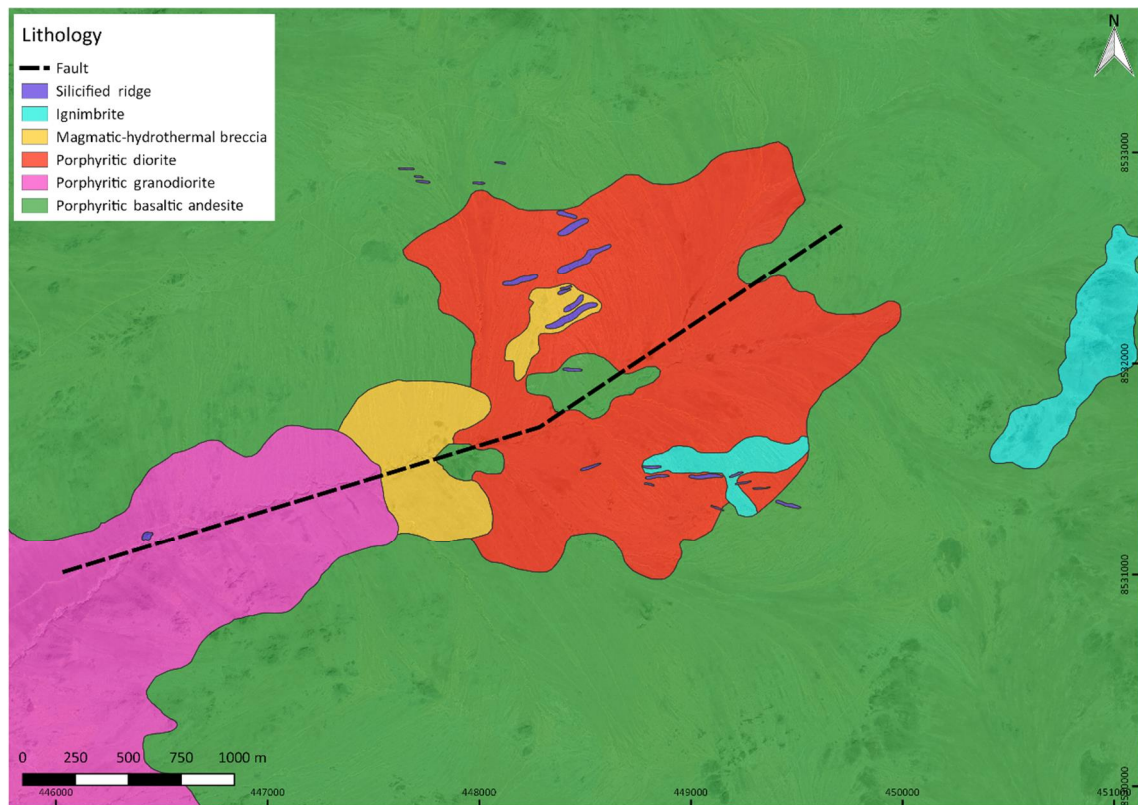 Lithology
Fault
Silicified ridge
Ignimbrite
Magmatic-hydrothermal breccia
Porphyritic diorite
Porphyritic granodiorite
Porphyritic basaltic andesite
N
8533000
8532000
8531000
8530000
0 250 500 750 1000 m
446000 447000 448000 449000 450000 451000